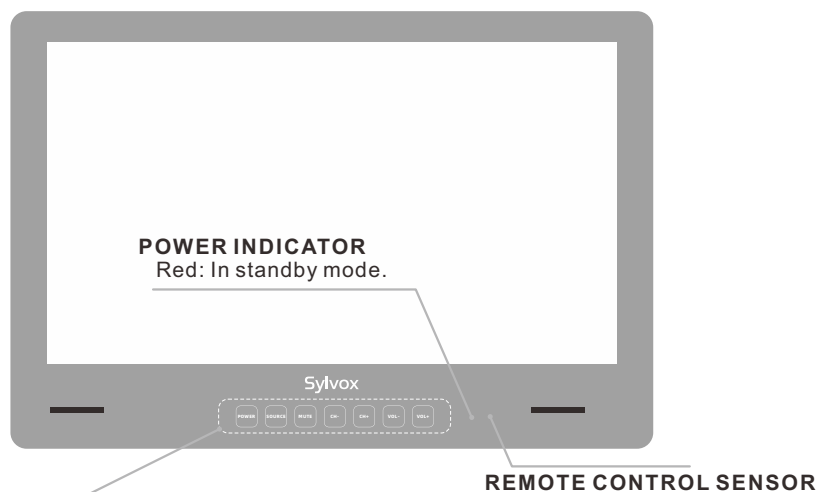 POWER INDICATOR
Red: In standby mode.
Sylvox
POWER SOURCE MUTE CH- CH+ VOL- VOL+
REMOTE CONTROL SENSOR